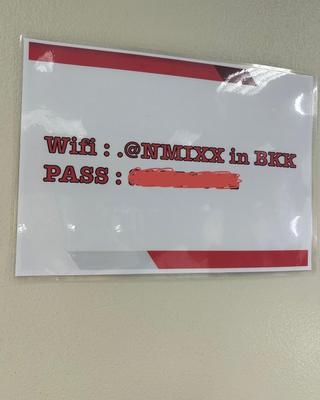 Wifi : .@NMIXX in BKK
PASS :